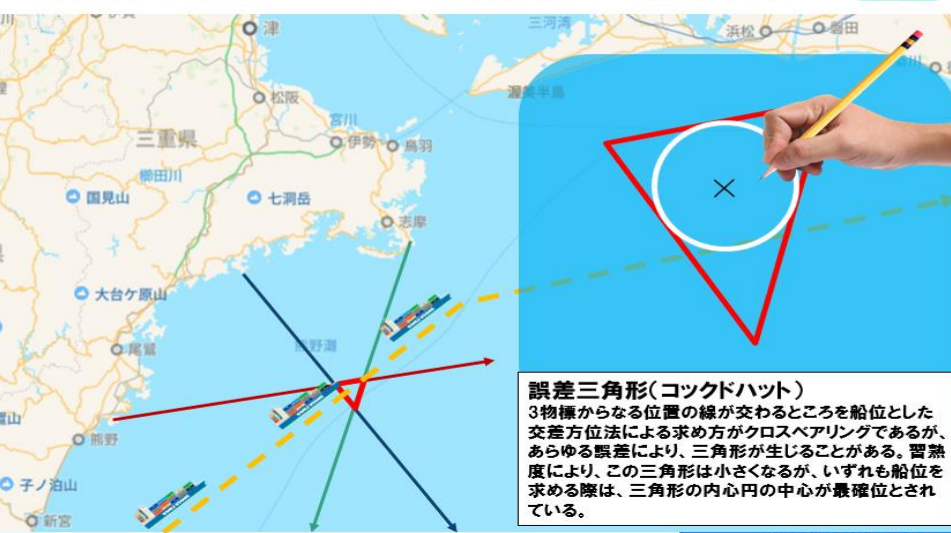 津
三河湾
浜松
磐田
渥美半島
松阪
宮川
伊勢
鳥羽
三重県
櫛田川
国見山
七洞岳
志摩
大台ケ原山
尾鷲
熊野灘
熊野
子ノ泊山
新宮
誤差三角形(コックドハット)
3物標からなる位置の線が交わるところを船位とした
交差方位法による求め方がクロスベアリングであるが、
あらゆる誤差により、三角形が生じることがある。習熟
度により、この三角形は小さくなるが、いずれも船位を
求める際は、三角形の内心円の中心が最確位とされ
ている。